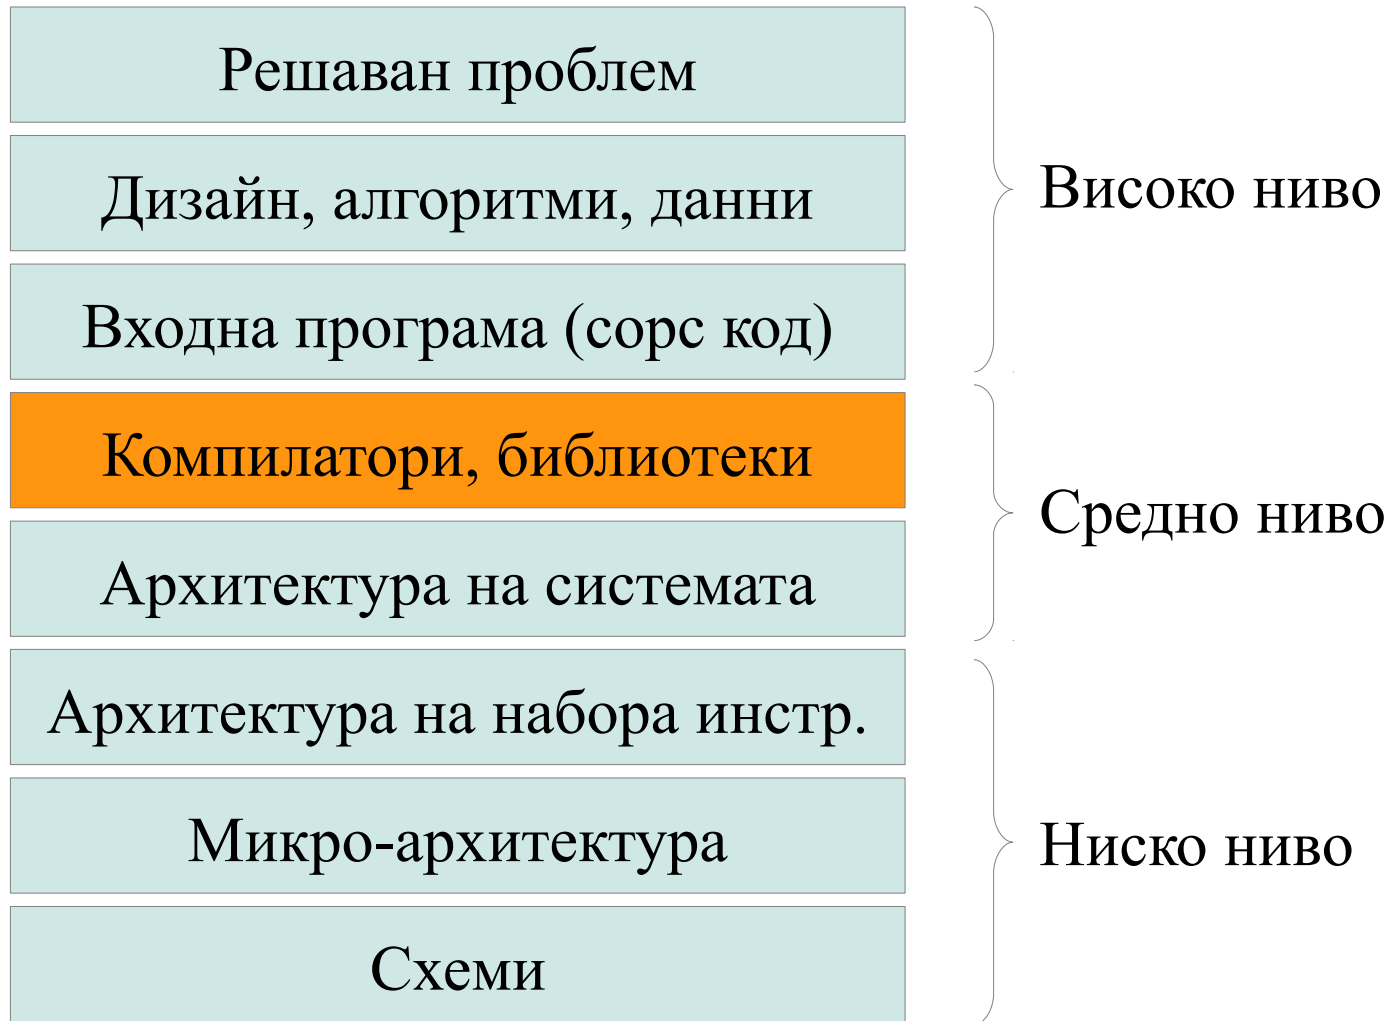 Решаван проблем
Дизайн, алгоритми, данни
Входна програма (сорс код)
Високо ниво
Компилатори, библиотеки
Архитектура на системата
Средно ниво
Архитектура на набора инстр.
Микро-архитектура
Схеми
Ниско ниво